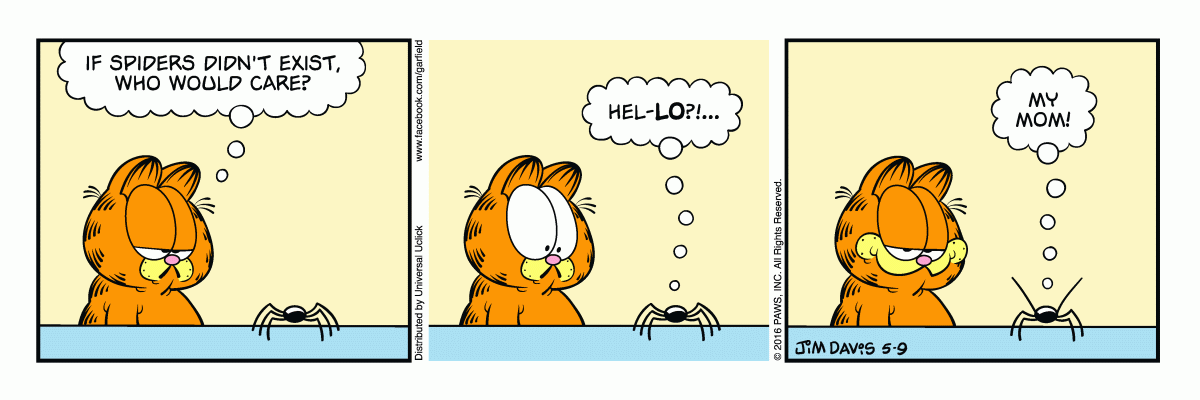 IF SPIDERS DIDN'T EXIST,
WHO WOULD CARE?
www.facebook.com/garfield
Distributed by Universal Uclick
HEL-LO?!...
© 2016 PAWS, INC. All Rights Reserved.
MY
MOM!
JIM DAVIS 5-9